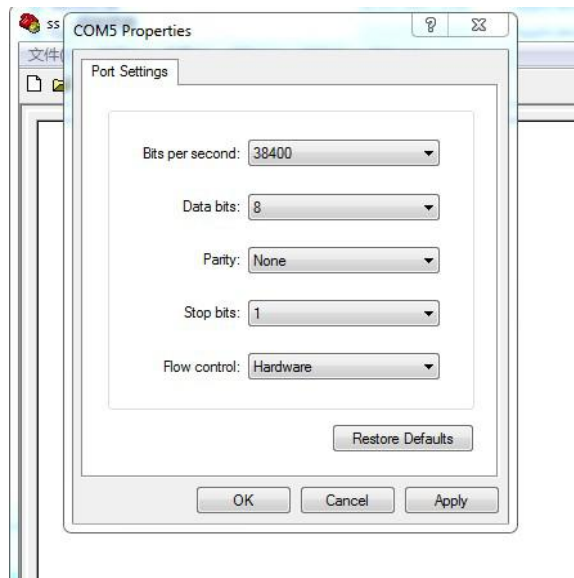 ss
COM5 Properties
文件(
Port Settings
Bits per second: 38400
Data bits: 8
Parity: None
Stop bits: 1
Flow control: Hardware
Restore Defaults
OK Cancel Apply